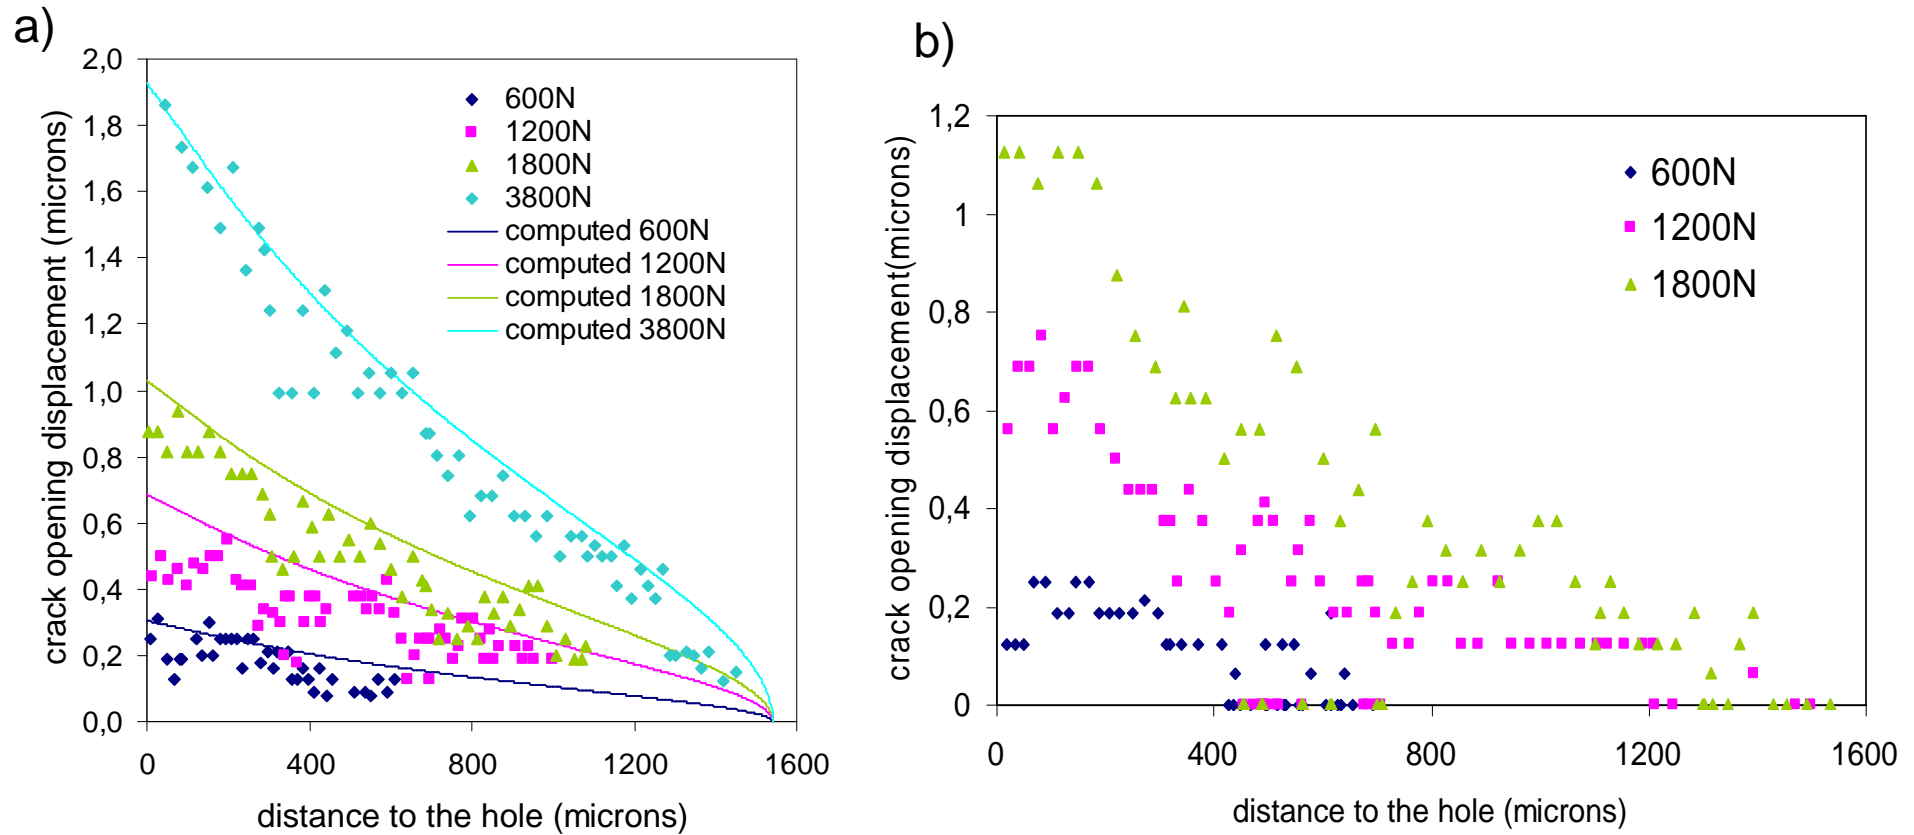 a)
2,0
1,8
1,6
1,4
1,2
1,0
0,8
0,6
0,4
0,2
0,0
crack opening displacement (microns)
600N
1200N
1800N
3800N
computed 600N
computed 1200N
computed 1800N
computed 3800N
0 400 800 1200 1600
distance to the hole (microns)
b)
1,2
1
0,8
0,6
0,4
0,2
0
crack opening displacement(microns)
600N
1200N
1800N
0 400 800 1200 1600
distance to the hole (microns)